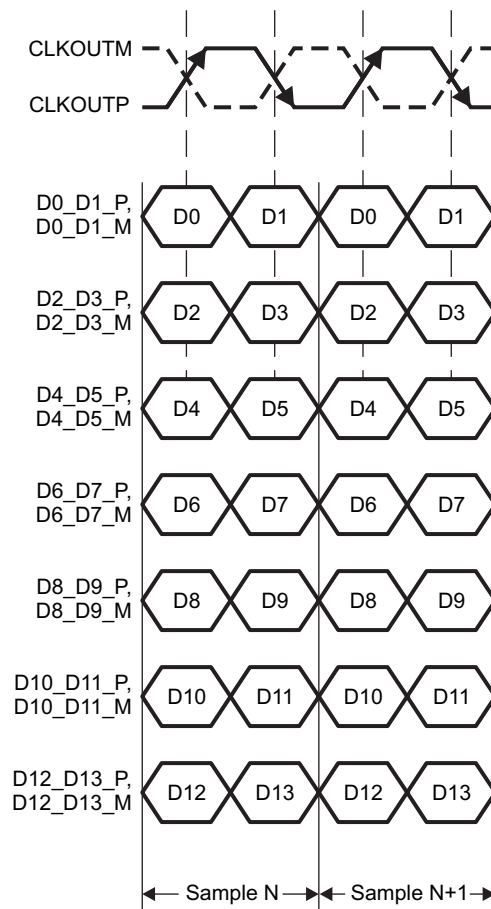 CLKOUTM
CLKOUTP
D0_D1_P,
D0_D1_M
D0 D1 D0 D1
D2_D3_P,
D2_D3_M
D2 D3 D2 D3
D4_D5_P,
D4_D5_M
D4 D5 D4 D5
D6_D7_P,
D6_D7_M
D6 D7 D6 D7
D8_D9_P,
D8_D9_M
D8 D9 D8 D9
D10_D11_P,
D10_D11_M
D10 D11 D10 D11
D12_D13_P,
D12_D13_M
D12 D13 D12 D13
Sample N Sample N+1